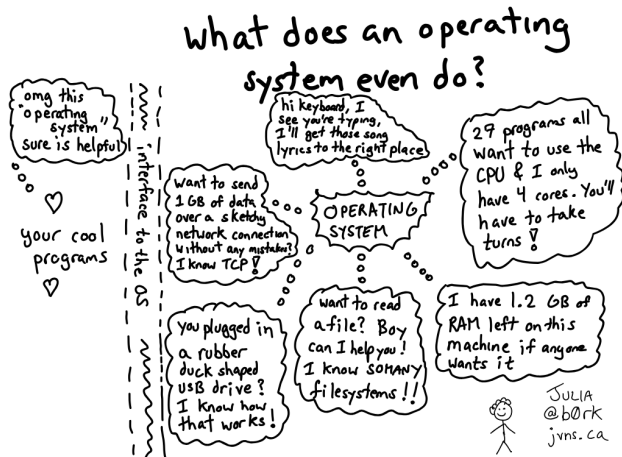 what does an operating
system even do?
omg this
"operating
system"
sure is helpful
your cool
programs
interface to the OS
hi keyboard, I
see you're typing,
I'll get those song
lyrics to the right place
27 programs all
want to use the
CPU & I only
have 4 cores. You'll
have to take
turns!
want to send
1 GB of data
over a sketchy
network connection
without any mistakes?
I know TCP!
OPERATING
SYSTEM
you plugged in
a rubber
duck shaped
USB drive?
I know how
that works!
want to read
a file? Boy
can I help you!
I know SO MANY
filesystems!!
I have 1.2 GB of
RAM left on this
machine if anyone
wants it
JULIA
@b0rk
jvns.ca